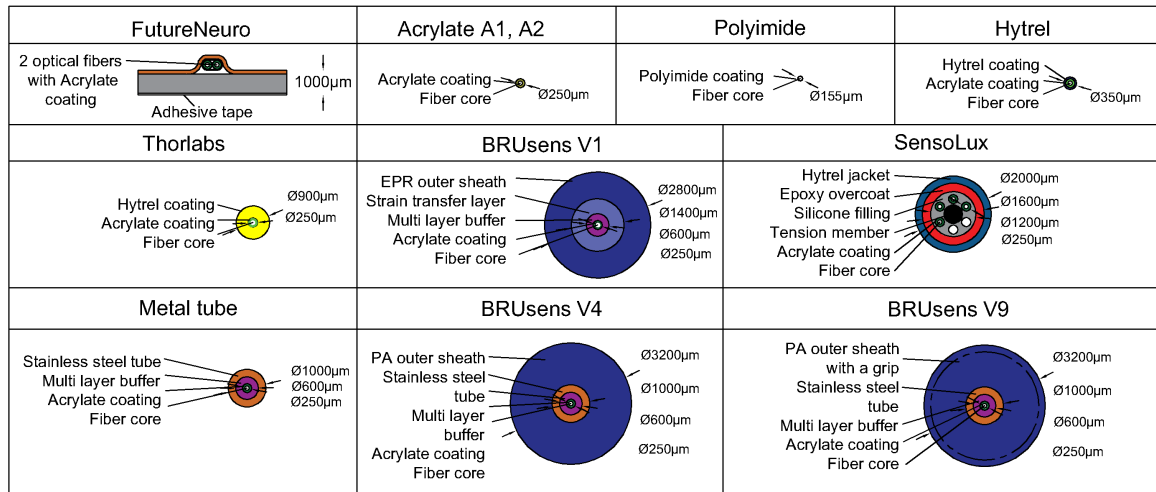 FutureNeuro
2 optical fibers
with Acrylate
coating
1000µm
Adhesive tape
Acrylate A1, A2
Acrylate coating
Fiber core
Ø250µm
Polyimide
Polyimide coating
Fiber core
Ø155µm
Hytrel
Hytrel coating
Acrylate coating
Fiber core
Ø350µm
Thorlabs
Hytrel coating
Acrylate coating
Fiber core
Ø900µm
Ø250µm
BRUsens V1
EPR outer sheath
Strain transfer layer
Multi layer buffer
Acrylate coating
Fiber core
Ø2800µm
Ø1400µm
Ø600µm
Ø250µm
SensoLux
Hytrel jacket
Epoxy overcoat
Silicone filling
Tension member
Acrylate coating
Fiber core
Ø2000µm
Ø1600µm
Ø1200µm
Ø250µm
Metal tube
Stainless steel tube
Multi layer buffer
Acrylate coating
Fiber core
Ø1000µm
Ø600µm
Ø250µm
BRUsens V4
PA outer sheath
Stainless steel
tube
Multi layer
buffer
Acrylate coating
Fiber core
Ø3200µm
Ø1000µm
Ø600µm
Ø250µm
BRUsens V9
PA outer sheath
with a grip
Stainless steel
tube
Multi layer buffer
Acrylate coating
Fiber core
Ø3200µm
Ø1000µm
Ø600µm
Ø250µm